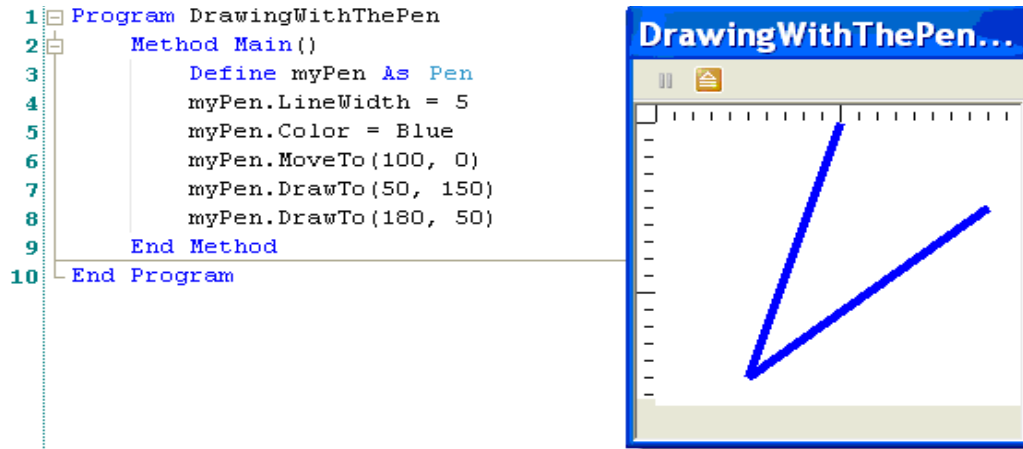 1 Program DrawingWithThePen
2 Method Main()
3 Define myPen As Pen
4 myPen.LineWidth = 5
5 myPen.Color = Blue
6 myPen.MoveTo(100, 0)
7 myPen.DrawTo(50, 150)
8 myPen.DrawTo(180, 50)
9 End Method
10 End Program
DrawingWithThePen...